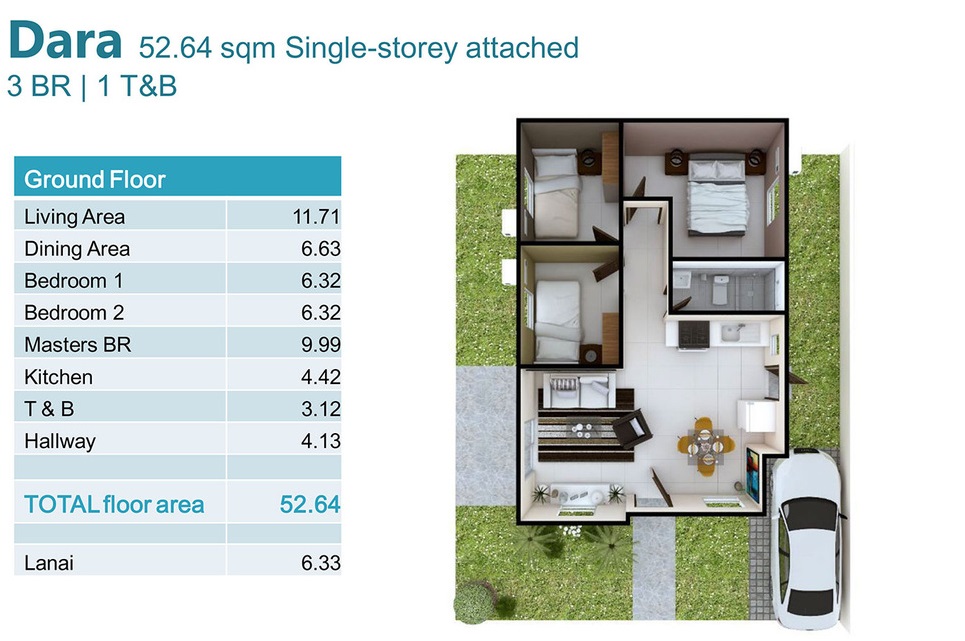 Dara 52.64 sqm Single-storey attached
3 BR | 1 T&B
Ground Floor
Living Area 11.71
Dining Area 6.63
Bedroom 1 6.32
Bedroom 2 6.32
Masters BR 9.99
Kitchen 4.42
T & B 3.12
Hallway 4.13
TOTAL floor area 52.64
Lanai 6.33